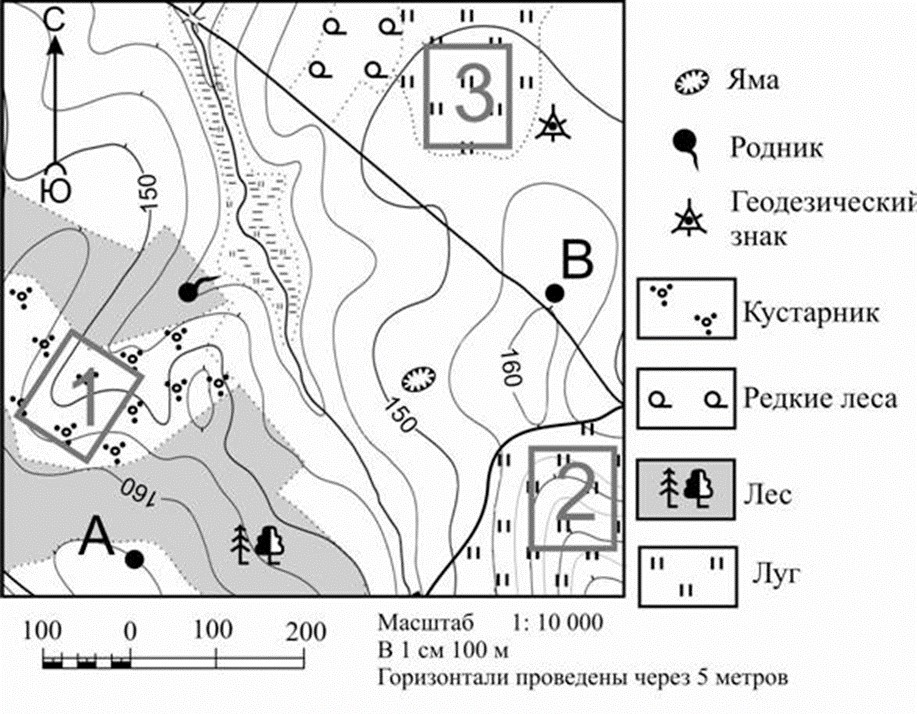 С
Ю
150
3
В
160
150
1
2
160
А
Яма
Родник
Геодезический
знак
Кустарник
Редкие леса
Лес
Луг
100 0 100 200
Масштаб 1: 10 000
В 1 см 100 м
Горизонтали проведены через 5 метров